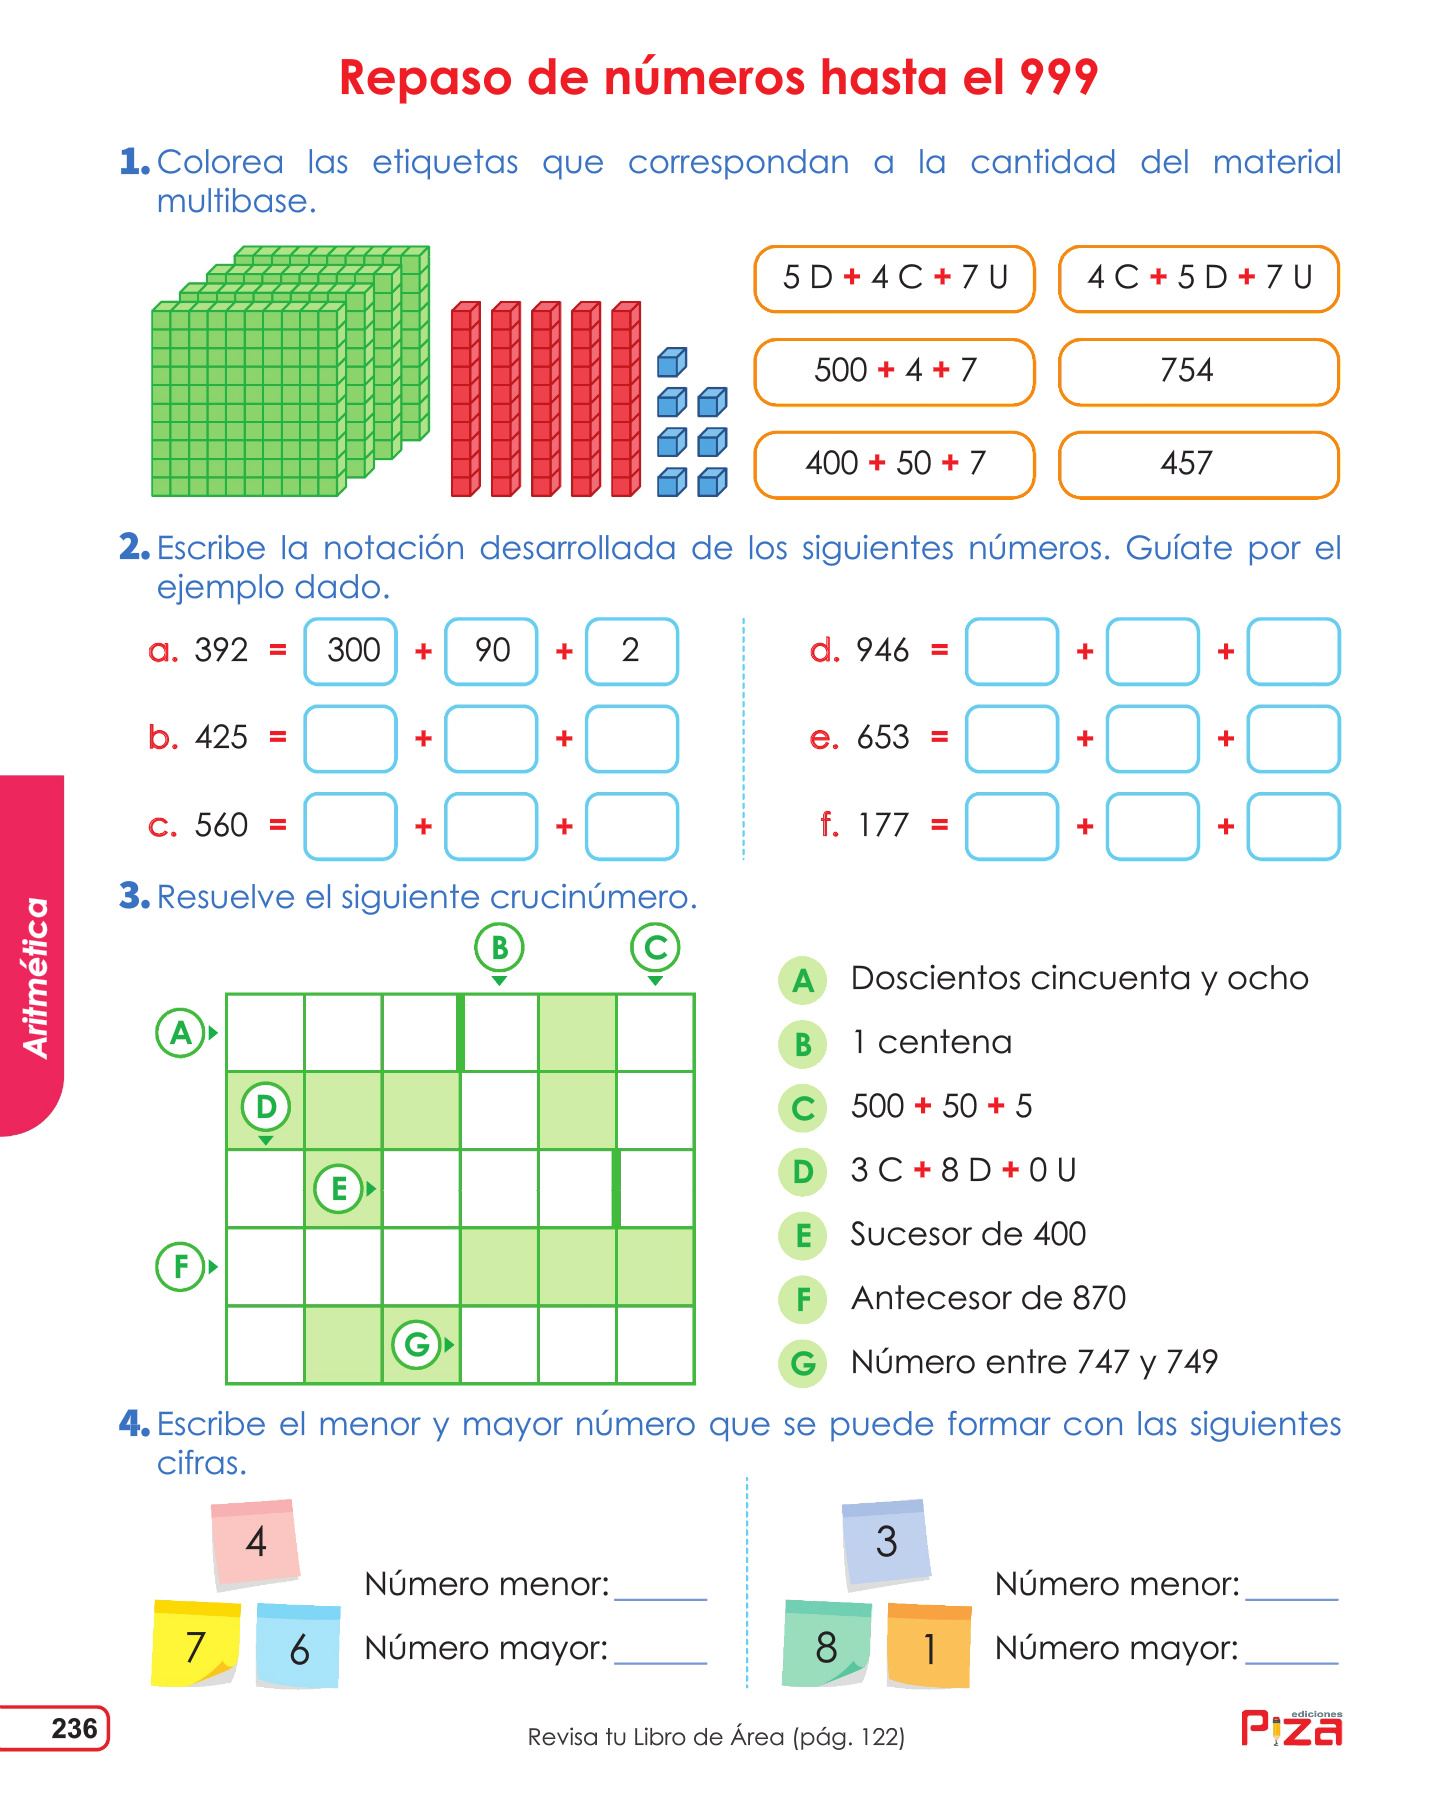 Repaso de números hasta el 999
1. Colorea las etiquetas que correspondan a la cantidad del material
multibase.
5 D + 4 C + 7 U
4 C + 5 D + 7 U
500 + 4 + 7
754
400 + 50 + 7
457
2. Escribe la notación desarrollada de los siguientes números. Guíate por el
ejemplo dado.
a. 392 = 300 + 90 + 2
d. 946 = + +
b. 425 = + +
e. 653 = + +
c. 560 = + +
f. 177 = + +
Aritmética
3. Resuelve el siguiente crucinúmero.
B
C
A
D
E
F
G
A Doscientos cincuenta y ocho
B 1 centena
C 500 + 50 + 5
D 3 C + 8 D + 0 U
E Sucesor de 400
F Antecesor de 870
G Número entre 747 y 749
4. Escribe el menor y mayor número que se puede formar con las siguientes
cifras.
4
7 6
Número menor: ______
Número mayor: ______
3
8 1
Número menor: ______
Número mayor: ______
236
Revisa tu Libro de Área (pág. 122)
ediciones
Piza